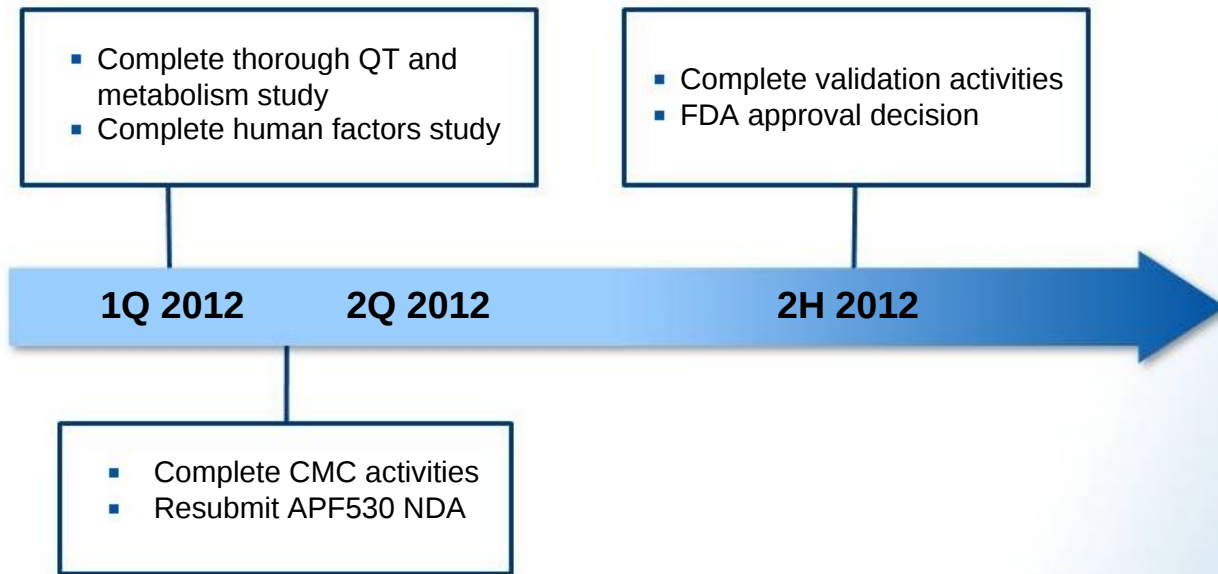 ▪ Complete thorough QT and
metabolism study
▪ Complete human factors study
▪ Complete validation activities
▪ FDA approval decision
1Q 2012
2Q 2012
2H 2012
▪ Complete CMC activities
▪ Resubmit APF530 NDA